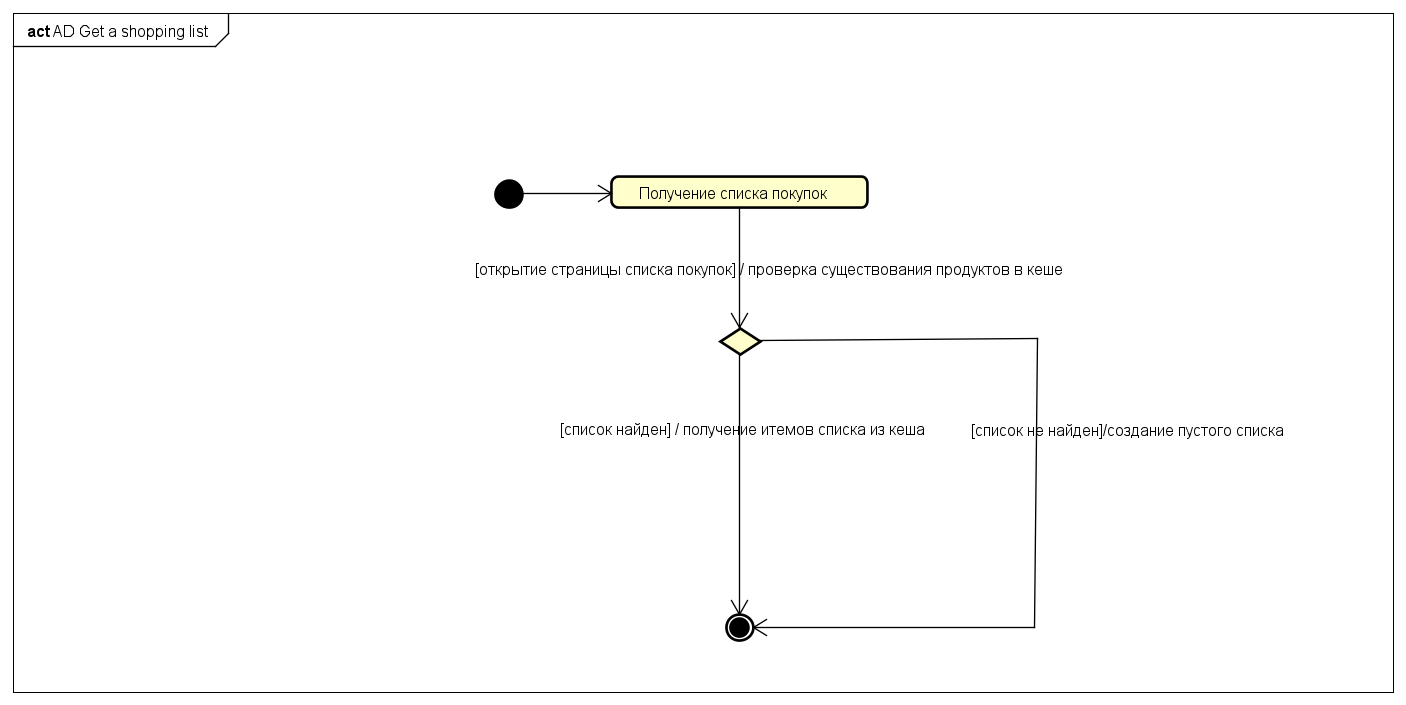 act AD Get a shopping list
Получение списка покупок
[открытие страницы списка покупок] / проверка существования продуктов в кеше
[список найден] / получение итемов списка из кеша
[список не найден]/создание пустого списка